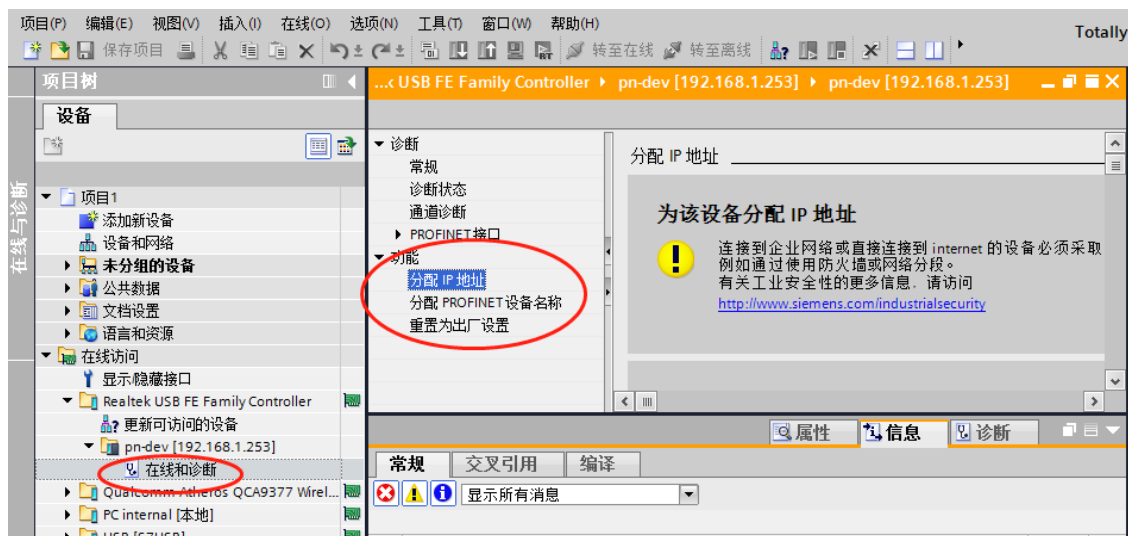 项目(P) 编辑(E) 视图(V) 插入(I) 在线(O) 选项(N) 工具(T) 窗口(W) 帮助(H)
Totally
保存项目 转至在线 转至离线
项目树
...< USB FE Family Controller pn-dev [192.168.1.253] pn-dev [192.168.1.253]
设备
在线与诊断
项目1
添加新设备
设备和网络
未分组的设备
公共数据
文档设置
语言和资源
在线访问
显示/隐藏接口
Realtek USB FE Family Controller
更新可访问的设备
pn-dev [192.168.1.253]
在线和诊断
Qualcomm Atheros QCA9377 Wirel...
PC internal [本地]
USB [S7USB]
诊断
常规
诊断状态
通道诊断
PROFINET接口
功能
分配 IP 地址
分配 PROFINET 设备名称
重置为出厂设置
分配 IP 地址
为该设备分配 IP 地址
连接到企业网络或直接连接到 internet 的设备必须采取
例如通过使用防火墙或网络分段。
有关工业安全性的更多信息. 请访问
http://www.siemens.com/industrialsecurity
属性 信息 诊断
常规 交叉引用 编译
显示所有消息